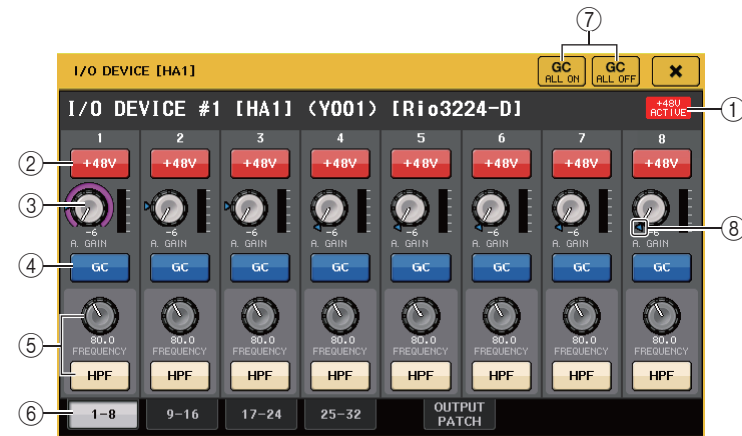 ⑦
I/O DEVICE [HA1]
GC ALL ON
GC ALL OFF
×
I/O DEVICE #1 [HA1] (Y001) [Rio3224-D]
+48V ACTIVE
①
1 2 3 4 5 6 7 8
② +48V +48V +48V +48V +48V +48V +48V +48V
③
-6 -6 -6 -6 -6 -6 -6 -6
⑧
A. GAIN A. GAIN A. GAIN A. GAIN A. GAIN A. GAIN A. GAIN A. GAIN
④ GC GC GC GC GC GC GC GC
⑤
80.0 80.0 80.0 80.0 80.0 80.0 80.0 80.0
FREQUENCY FREQUENCY FREQUENCY FREQUENCY FREQUENCY FREQUENCY FREQUENCY FREQUENCY
HPF HPF HPF HPF HPF HPF HPF HPF
⑥ 1-8 9-16 17-24 25-32 OUTPUT PATCH